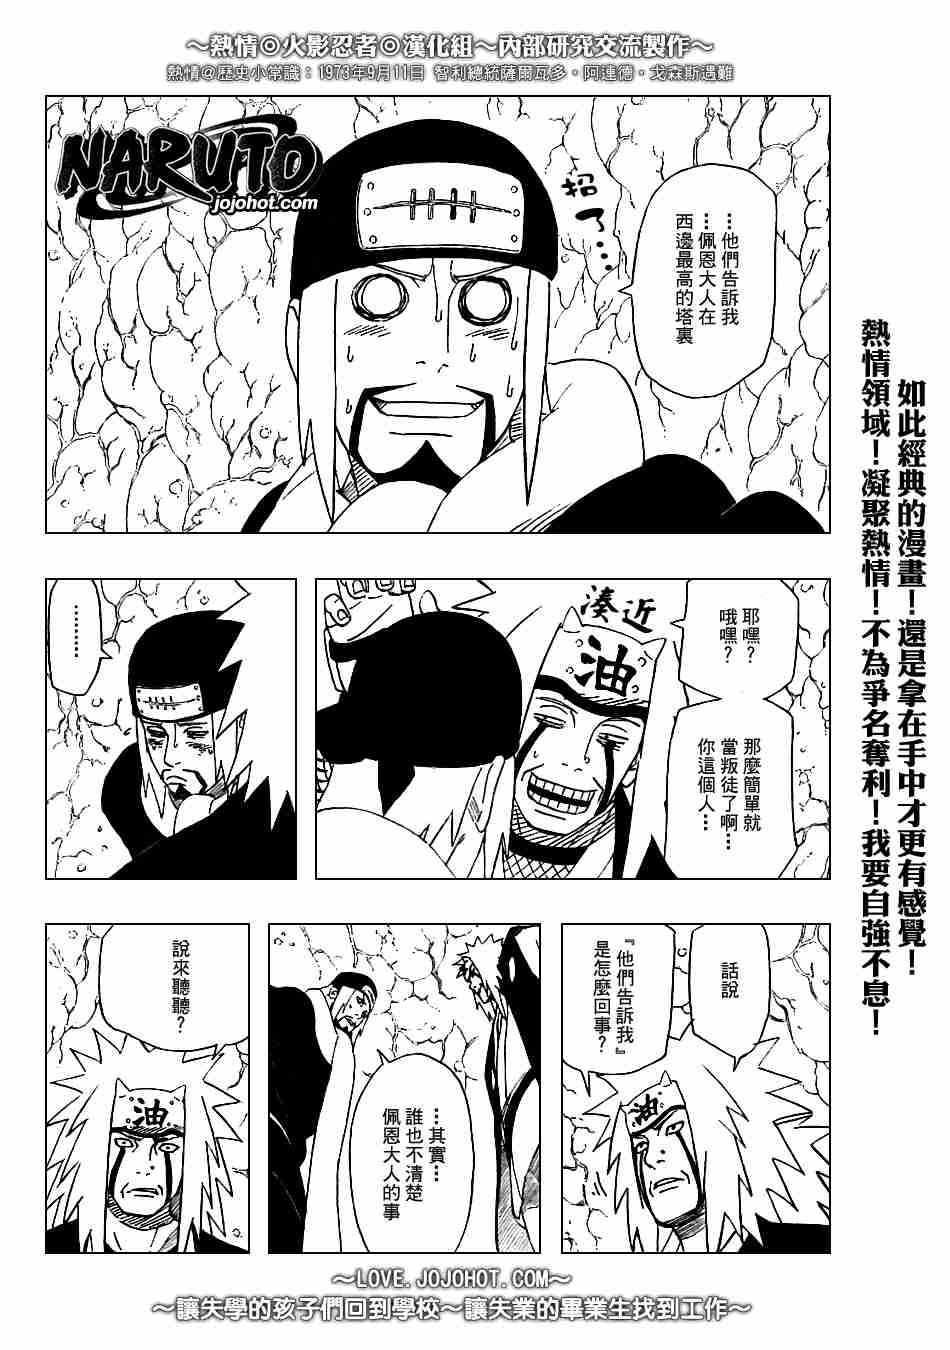 ～熱情◎火影忍者◎漢化組～內部研究交流製作～
熱情@歷史小常識：1973年9月11日 智利總統薩爾瓦多·阿連德·戈森斯遇難
NARUTO
jojohot.com
…他們告訴我
…佩恩大人在
西邊最高的塔裏
招
了…
耶嘿？
哦嘿？
那麼簡單就
當叛徒了啊…
你這個人…
湊近
油
………
話說
『他們告訴我』
是怎麼回事？
油
…其實…
誰也不清楚
佩恩大人的事
說來聽聽？
油
如此經典的漫畫！還是拿在手中才更有感覺！
熱情領域！凝聚熱情！不為爭名奪利！我要自強不息！
～LOVE.JOJOHOT.COM～
～讓失學的孩子們回到學校～讓失業的畢業生找到工作～